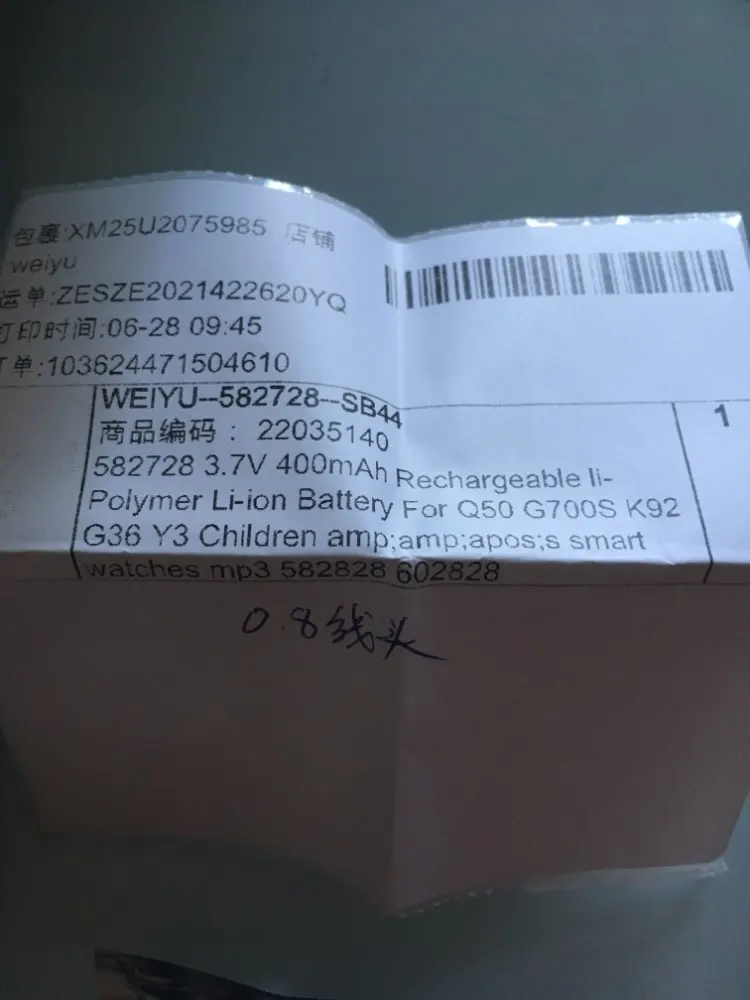 包裹:XM25U2075985 店铺
:weiyu
运单:ZESZE2021422620YQ
打印时间:06-28 09:45
订单:103624471504610
WEIYU--582728--SB44
1
商品编码： 22035140
582728 3.7V 400mAh Rechargeable li-
Polymer Li-ion Battery For Q50 G700S K92
G36 Y3 Children amp;amp;apos;s smart
watches mp3 582828 602828
0.8线头